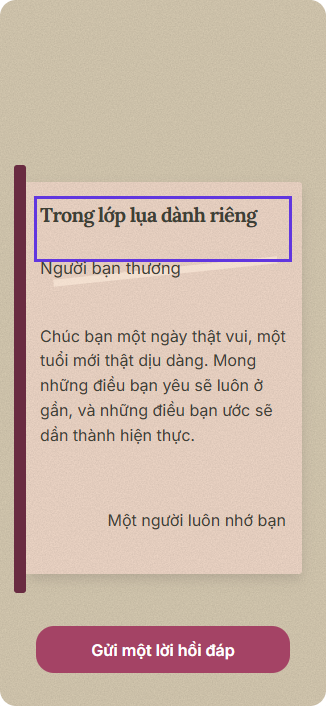 Trong lớp lụa dành riêng
Người bạn thương
Chúc bạn một ngày thật vui, một
tuổi mới thật dịu dàng. Mong
những điều bạn yêu sẽ luôn ở
gần, và những điều bạn ước sẽ
dần thành hiện thực.
Một người luôn nhớ bạn
Gửi một lời hồi đáp